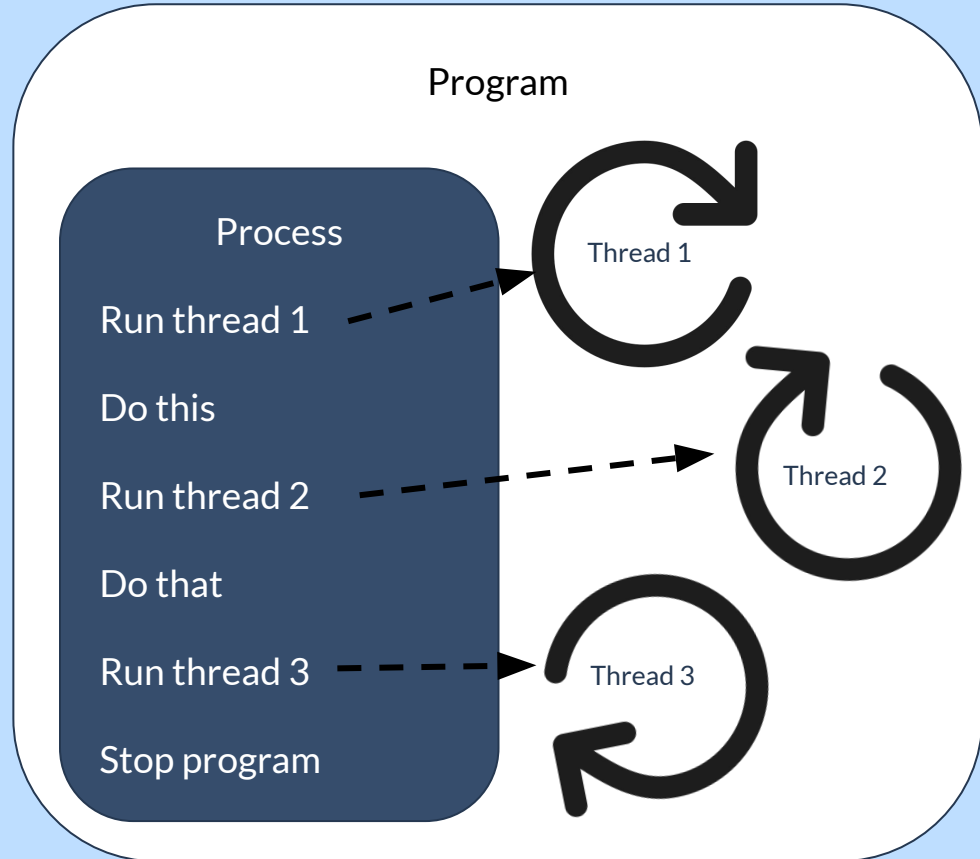 Program
Process
Run thread 1
Do this
Run thread 2
Do that
Run thread 3
Stop program
Thread 1
Thread 2
Thread 3